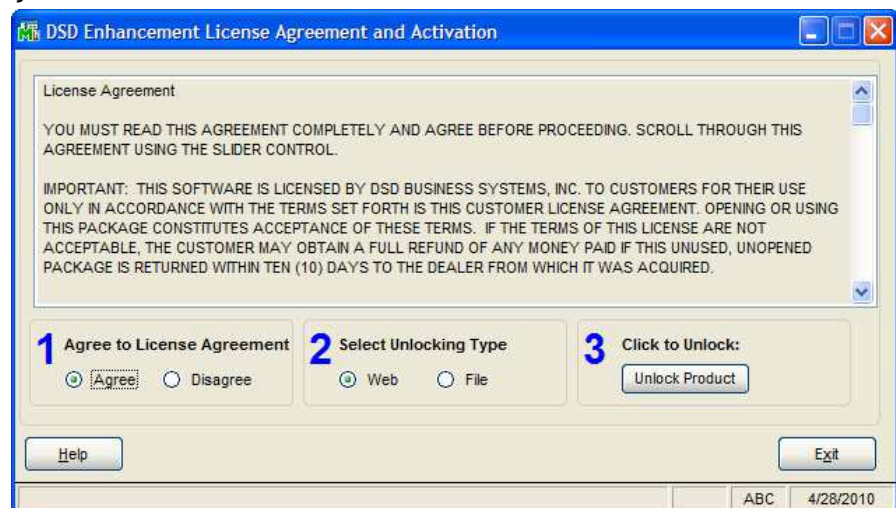 DSD Enhancement License Agreement and Activation
License Agreement
YOU MUST READ THIS AGREEMENT COMPLETELY AND AGREE BEFORE PROCEEDING. SCROLL THROUGH THIS
AGREEMENT USING THE SLIDER CONTROL.
IMPORTANT: THIS SOFTWARE IS LICENSED BY DSD BUSINESS SYSTEMS, INC. TO CUSTOMERS FOR THEIR USE
ONLY IN ACCORDANCE WITH THE TERMS SET FORTH IS THIS CUSTOMER LICENSE AGREEMENT. OPENING OR USING
THIS PACKAGE CONSTITUTES ACCEPTANCE OF THESE TERMS. IF THE TERMS OF THIS LICENSE ARE NOT
ACCEPTABLE, THE CUSTOMER MAY OBTAIN A FULL REFUND OF ANY MONEY PAID IF THIS UNUSED, UNOPENED
PACKAGE IS RETURNED WITHIN TEN (10) DAYS TO THE DEALER FROM WHICH IT WAS ACQUIRED.
1 Agree to License Agreement
Agree Disagree
2 Select Unlocking Type
Web File
3 Click to Unlock:
Unlock Product
Help Exit
ABC 4/28/2010